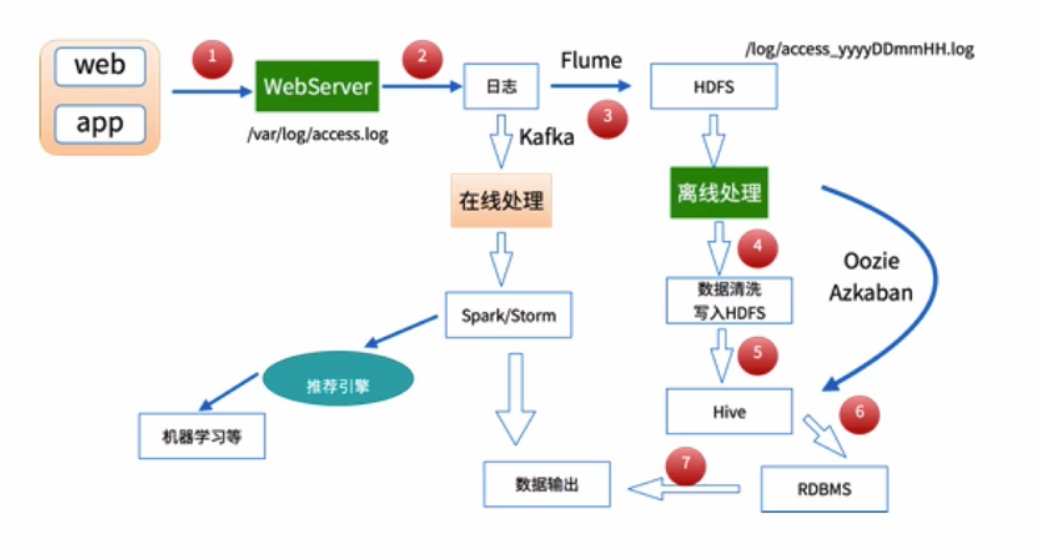 /log/access_yyyyDDmmHH.log
web
app
1
WebServer
/var/log/access.log
2
日志
Flume
3
HDFS
Kafka
在线处理
离线处理
4
Oozie
Azkaban
数据清洗
写入HDFS
Spark/Storm
5
推荐引擎
Hive
6
机器学习等
7
数据输出
RDBMS